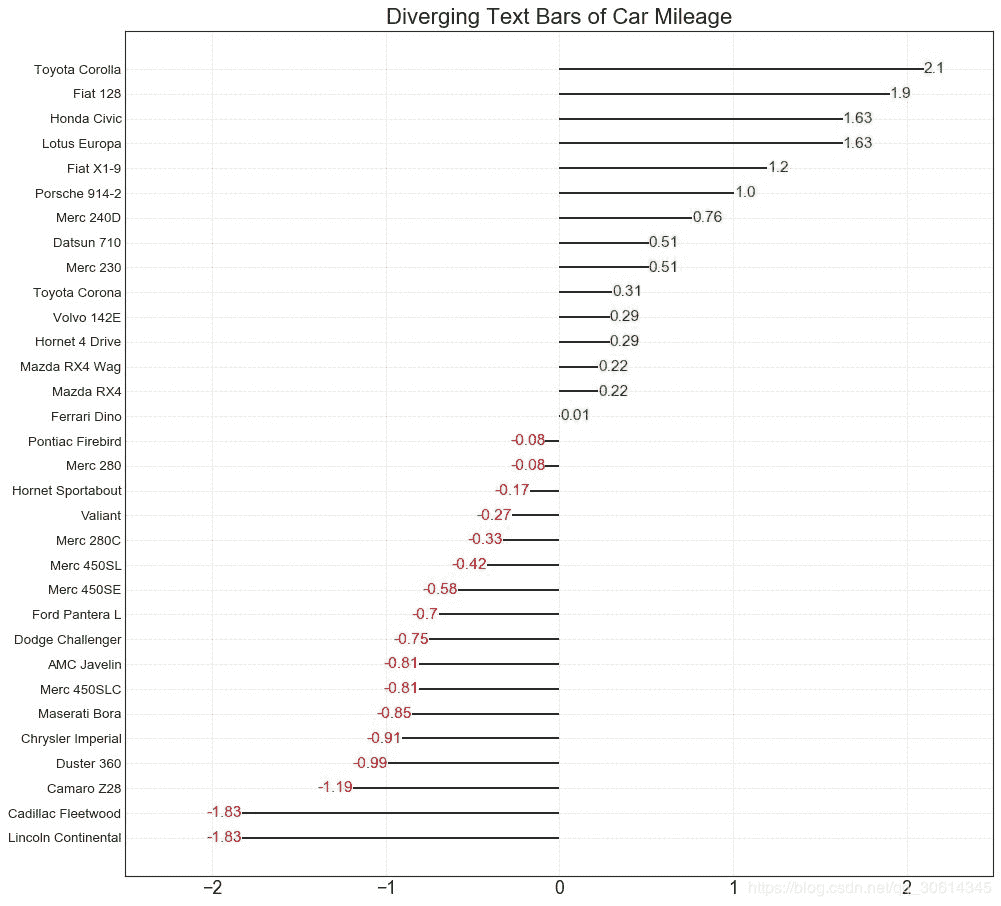 Diverging Text Bars of Car Mileage
Toyota Corolla 2.1
Fiat 128 1.9
Honda Civic 1.63
Lotus Europa 1.63
Fiat X1-9 1.2
Porsche 914-2 1.0
Merc 240D 0.76
Datsun 710 0.51
Merc 230 0.51
Toyota Corona 0.31
Volvo 142E 0.29
Hornet 4 Drive 0.29
Mazda RX4 Wag 0.22
Mazda RX4 0.22
Ferrari Dino 0.01
Pontiac Firebird -0.08
Merc 280 -0.08
Hornet Sportabout -0.17
Valiant -0.27
Merc 280C -0.33
Merc 450SL -0.42
Merc 450SE -0.58
Ford Pantera L -0.7
Dodge Challenger -0.75
AMC Javelin -0.81
Merc 450SLC -0.81
Maserati Bora -0.85
Chrysler Imperial -0.91
Duster 360 -0.99
Camaro Z28 -1.19
Cadillac Fleetwood -1.83
Lincoln Continental -1.83
−2 −1 0 1 2